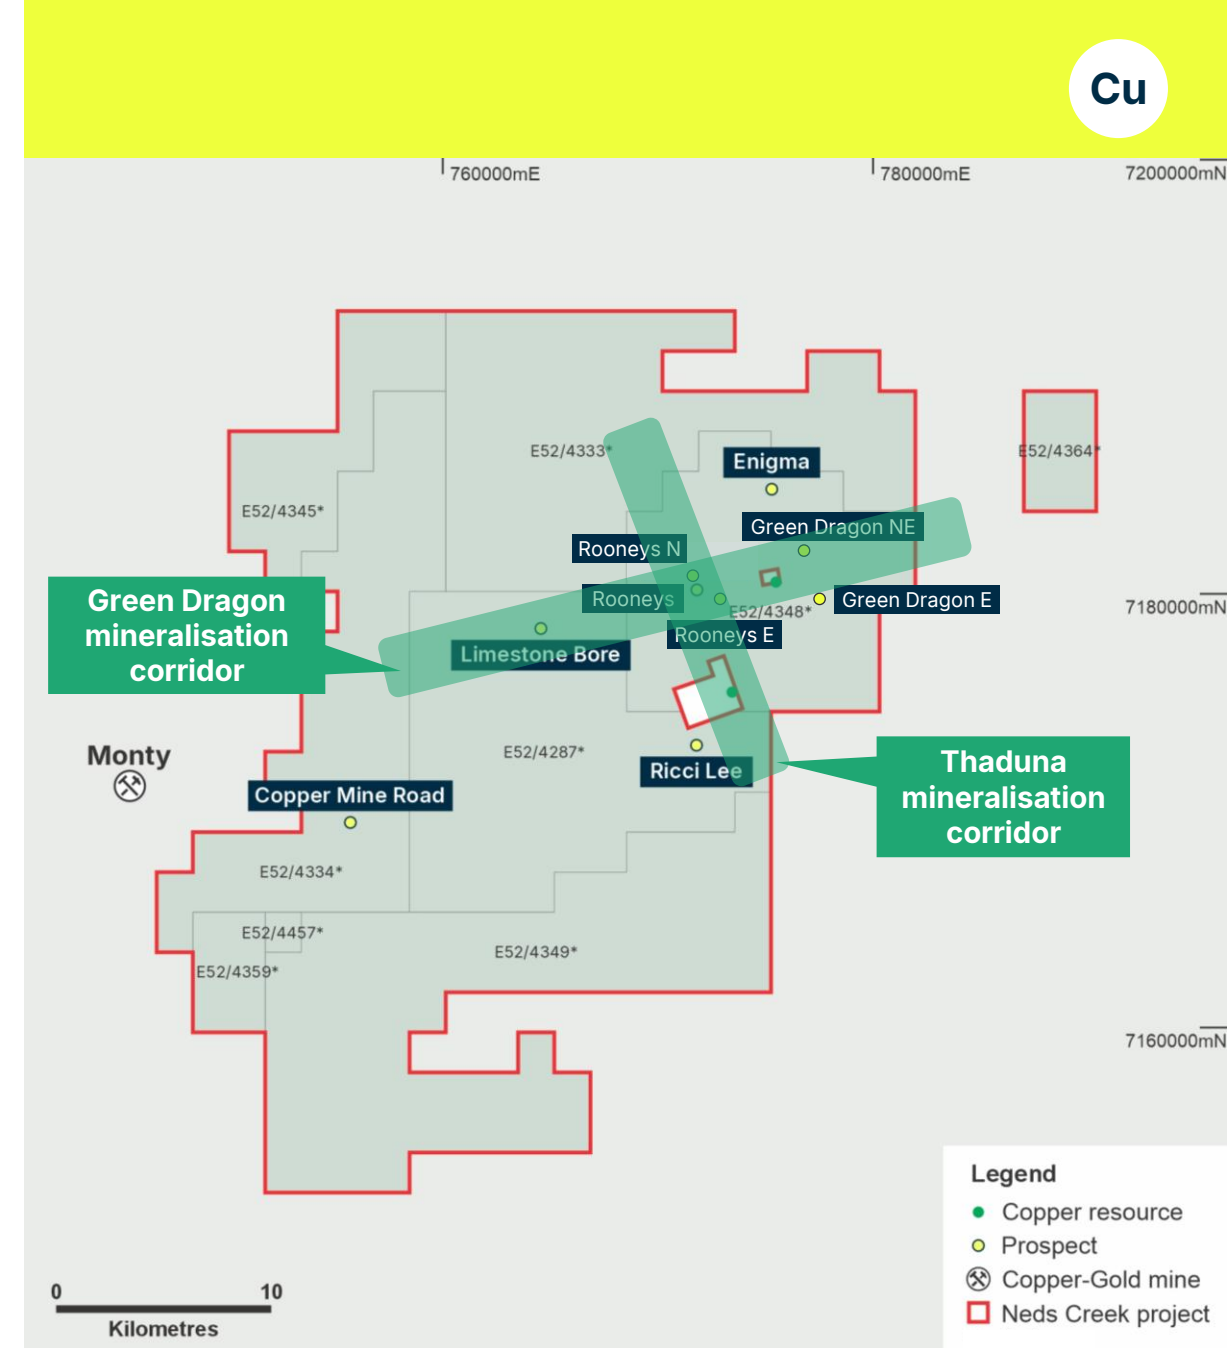 Cu
760000mE
780000mE
7200000mN
E52/4333*
Enigma
E52/4364*
E52/4345*
Green Dragon NE
Rooneys N
Green Dragon
mineralisation
corridor
Rooneys
E52/4348*
Green Dragon E
7180000mN
Rooneys E
Limestone Bore
E52/4287*
Monty
Ricci Lee
Thaduna
mineralisation
corridor
Copper Mine Road
E52/4334*
E52/4457*
E52/4349*
E52/4359*
7160000mN
Legend
Copper resource
Prospect
Copper-Gold mine
Neds Creek project
0 10
Kilometres